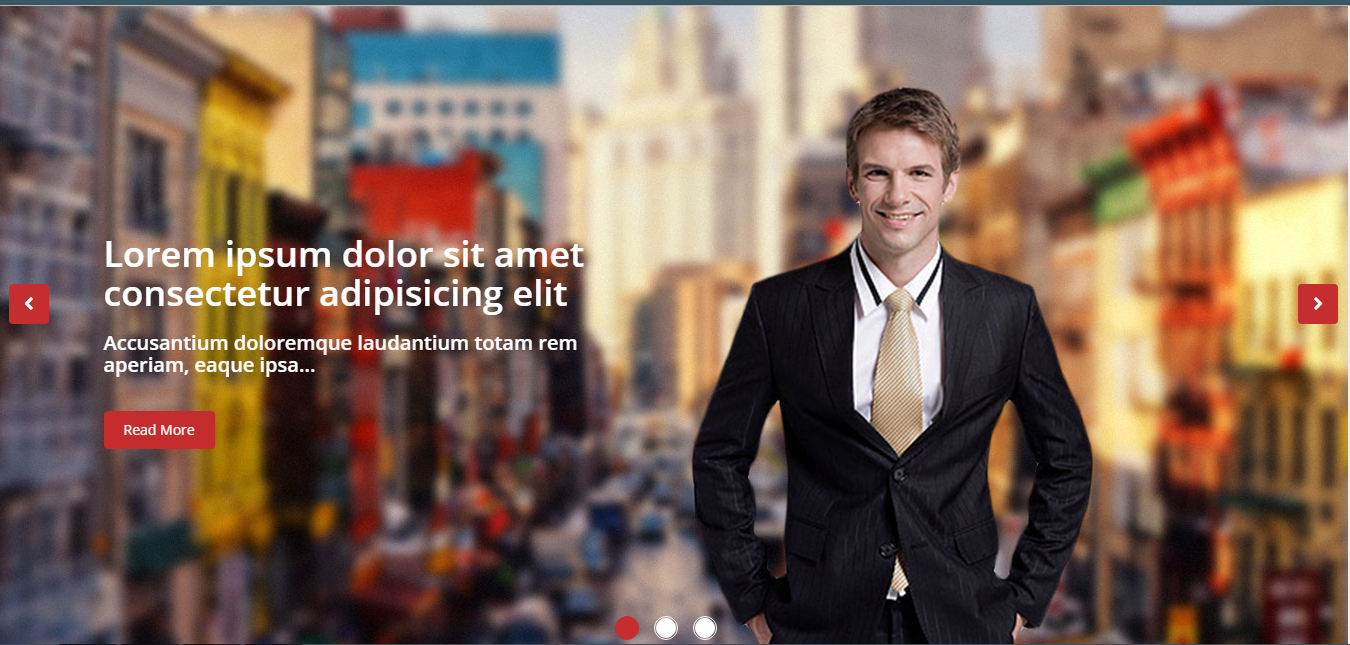 Lorem ipsum dolor sit amet
consectetur adipisicing elit
Accusantium doloremque laudantium totam rem
aperiam, eaque ipsa...
Read More